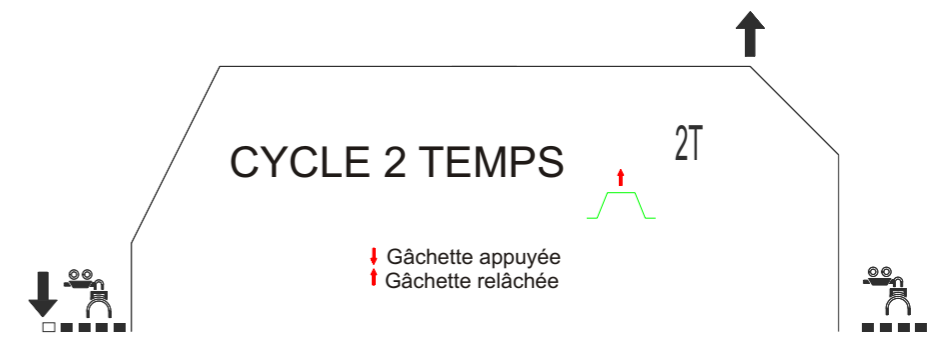 2T
CYCLE 2 TEMPS
Gâchette appuyée
Gâchette relâchée